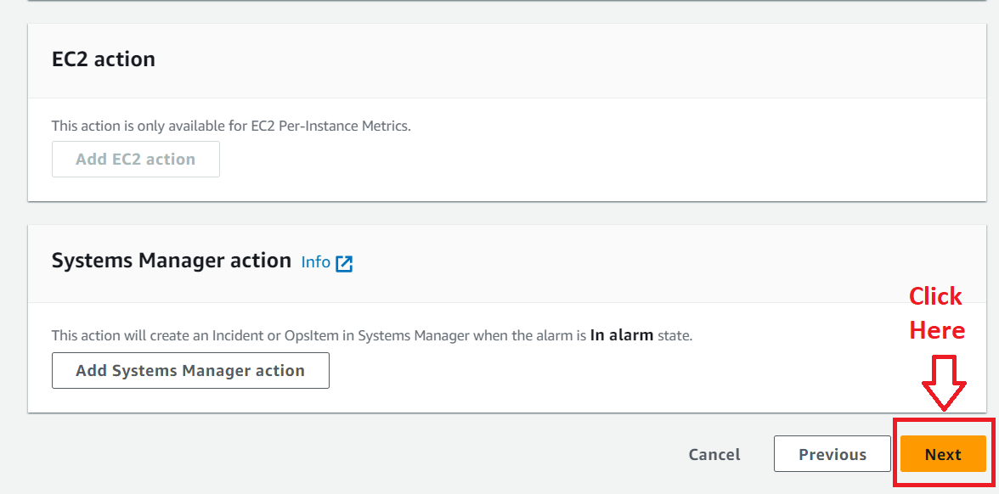 EC2 action
This action is only available for EC2 Per-Instance Metrics.
Add EC2 action
Systems Manager action Info
This action will create an Incident or OpsItem in Systems Manager when the alarm is In alarm state.
Add Systems Manager action
Click
Here
Cancel Previous Next